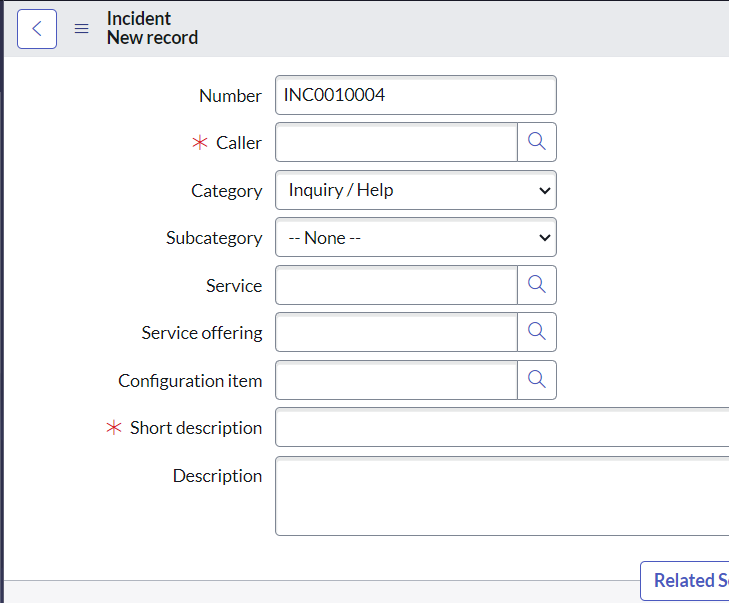 Incident
New record
Number INC0010004
* Caller
Category Inquiry / Help
Subcategory -- None --
Service
Service offering
Configuration item
* Short description
Description
Related S